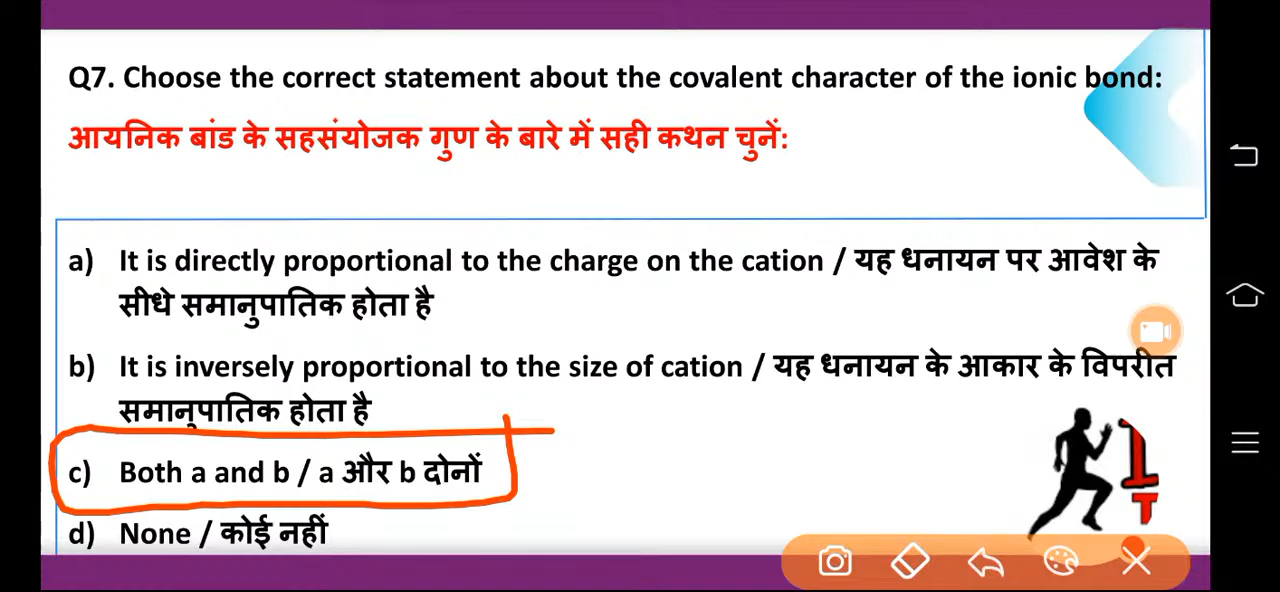 Q7. Choose the correct statement about the covalent character of the ionic bond:
आयनिक बांड के सहसंयोजक गुण के बारे में सही कथन चुनें:
a) It is directly proportional to the charge on the cation / यह धनायन पर आवेश के
सीधे समानुपातिक होता है
b) It is inversely proportional to the size of cation / यह धनायन के आकार के विपरीत
समानुपातिक होता है
c) Both a and b / a और b दोनों
d) None / कोई नहीं